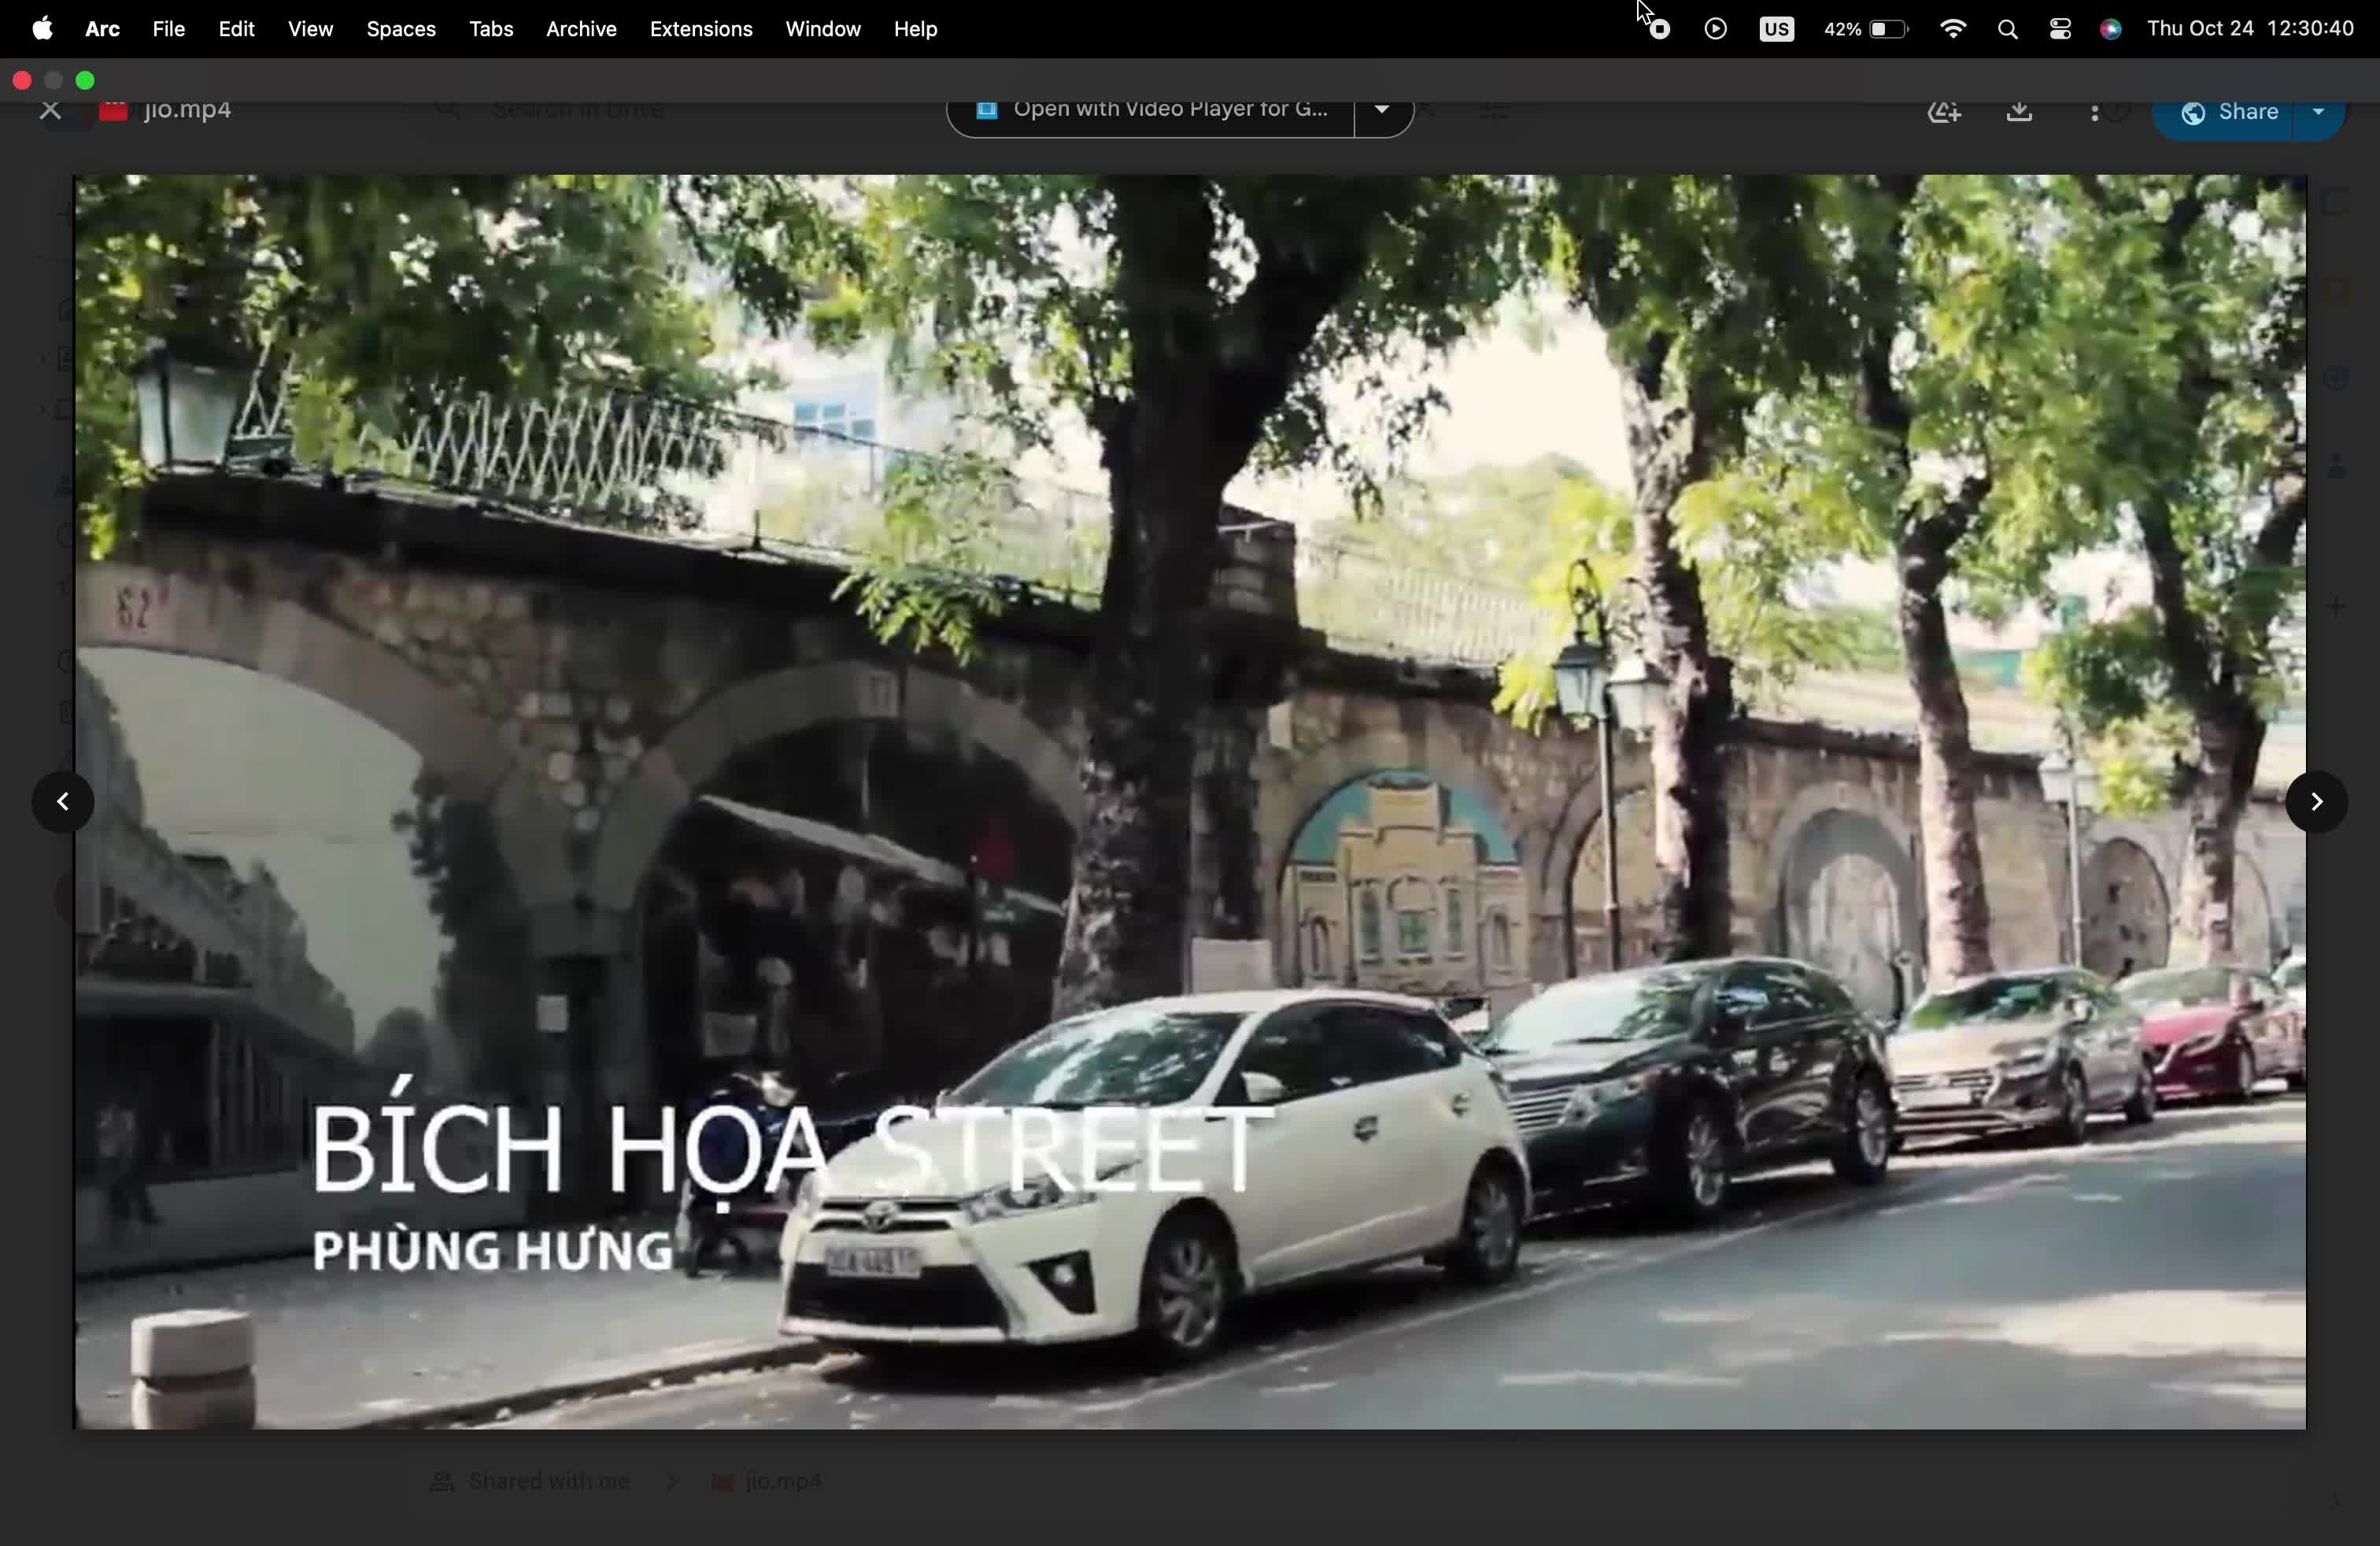 Arc File Edit View Spaces Tabs Archive Extensions Window Help US 42% Thu Oct 24 12:30:40
jio.mp4 Search in Drive Open with Video Player for G... Share
62
BÍCH HỌA STREET
PHÙNG HƯNG
Shared with me > jio.mp4